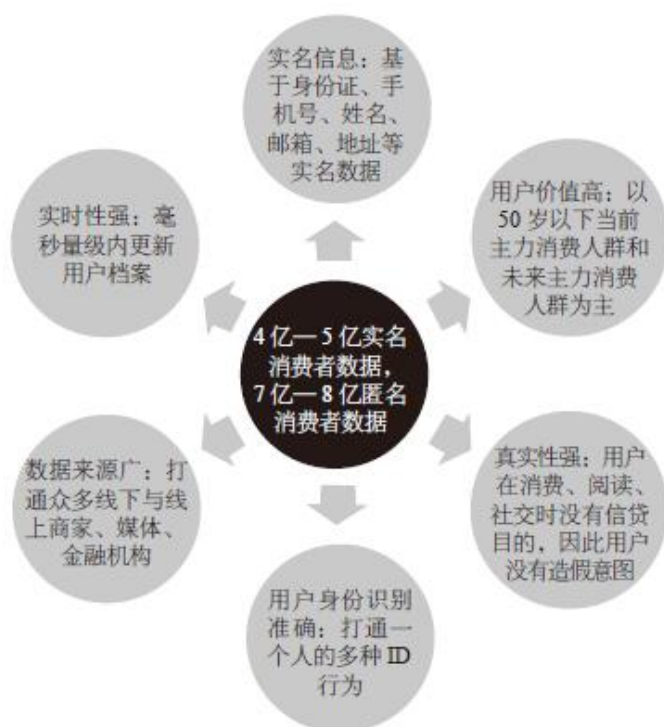 实名信息：基
于身份证、手
机号、姓名、
邮箱、地址等
实名数据
用户价值高：以
50 岁以下当前
主力消费人群和
未来主力消费
人群为主
真实性强：用户
在消费、阅读、
社交时没有信贷
目的，因此用户
没有造假意图
用户身份识别
准确：打通一
个人的多种 ID
行为
数据来源广：打
通众多线下与线
上商家、媒体、
金融机构
实时性强：毫
秒量级内更新
用户档案
4 亿—5 亿实名
消费者数据，
7 亿—8 亿匿名
消费者数据